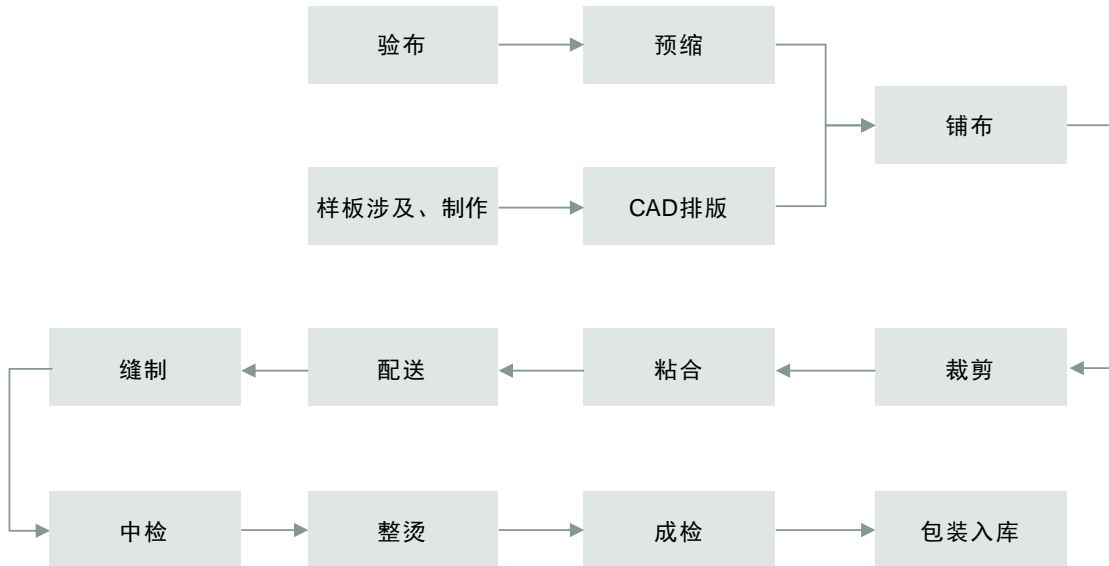 验布
预缩
铺布
样板涉及、制作
CAD排版
缝制
配送
粘合
裁剪
中检
整烫
成检
包装入库